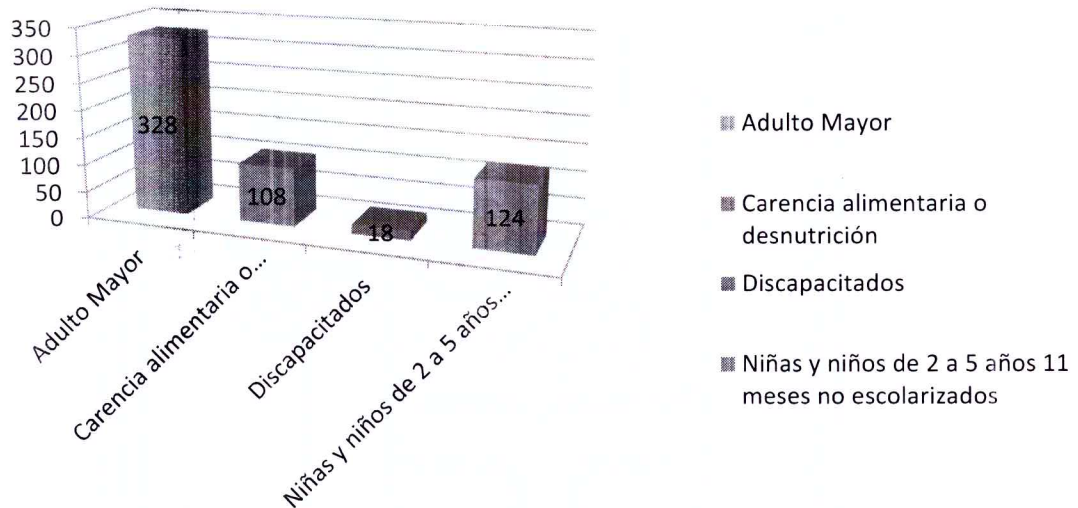 350
300
250
200
150
100
50
0
328
108
18
124
Adulto Mayor
Carencia alimentaria o...
Discapacitados
Niñas y niños de 2 a 5 años...
Adulto Mayor
Carencia alimentaria o
desnutrición
Discapacitados
Niñas y niños de 2 a 5 años 11
meses no escolarizados